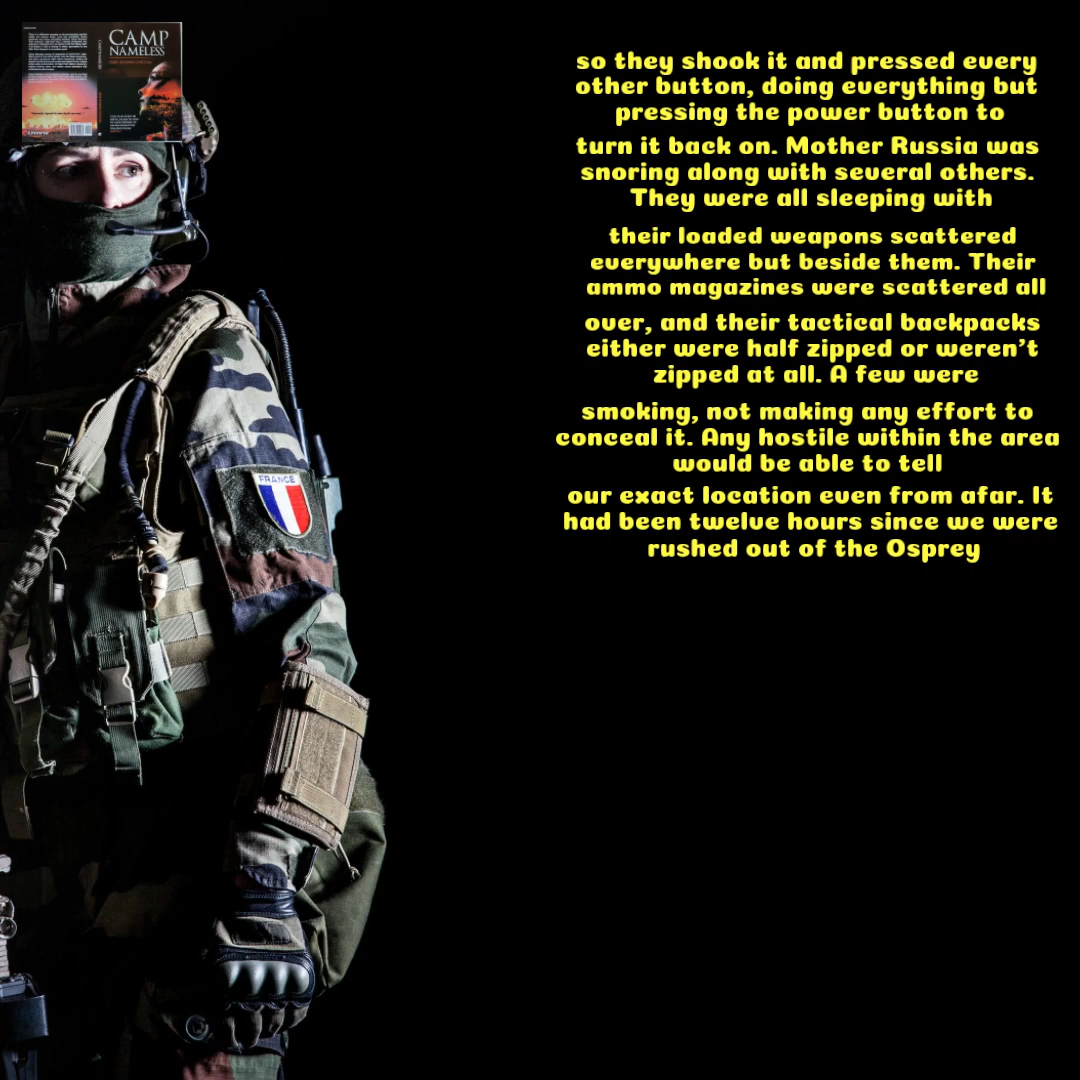 CAMP
NAMELESS
so they shook it and pressed every
other button, doing everything but
pressing the power button to
turn it back on. Mother Russia was
snoring along with several others.
They were all sleeping with
their loaded weapons scattered
everywhere but beside them. Their
ammo magazines were scattered all
over, and their tactical backpacks
either were half zipped or weren’t
zipped at all. A few were
smoking, not making any effort to
conceal it. Any hostile within the area
would be able to tell
our exact location even from afar. It
had been twelve hours since we were
rushed out of the Osprey
FRANCE